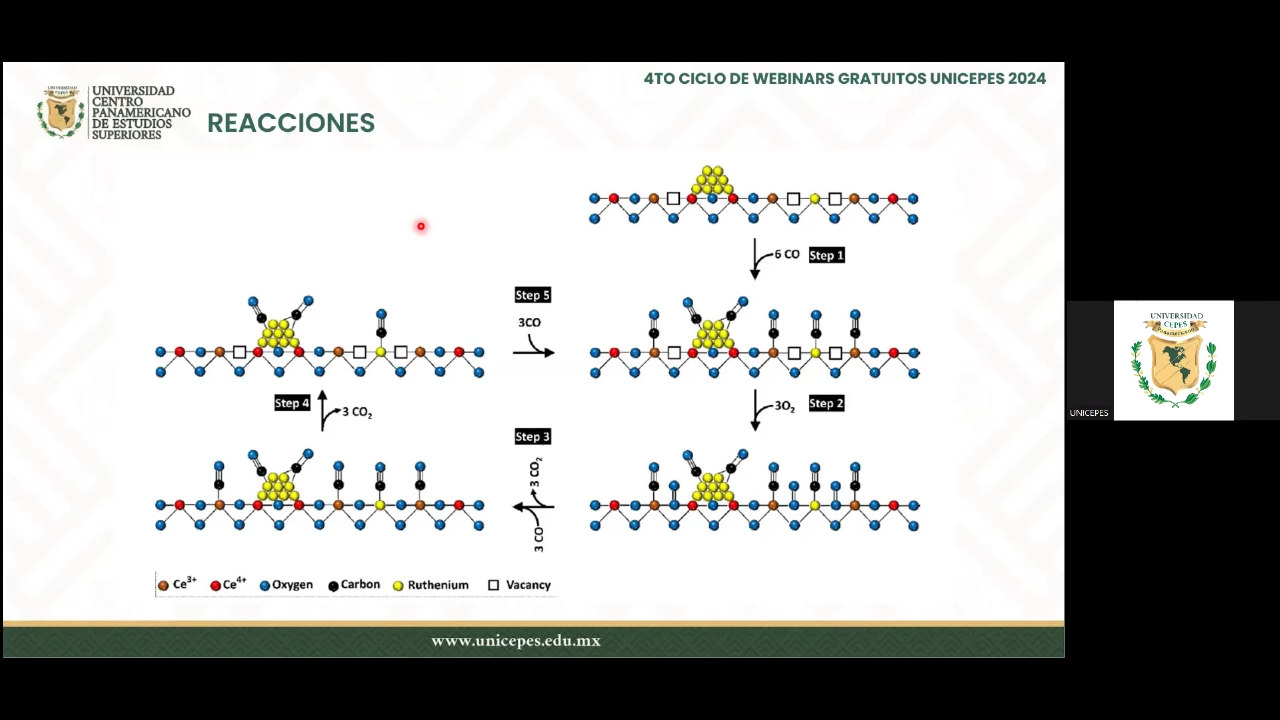 4TO CICLO DE WEBINARS GRATUITOS UNICEPES 2024
UNIVERSIDAD
CENTRO
PANAMERICANO
DE ESTUDIOS
SUPERIORES
REACCIONES
6 CO Step 1
Step 5
3CO
Step 4
3 CO₂
3O₂ Step 2
Step 3
3 CO₂
3 CO
Ce³⁺ Ce⁴⁺ Oxygen Carbon Ruthenium Vacancy
www.unicepes.edu.mx
UNIVERSIDAD
CEPES
UNICEPES